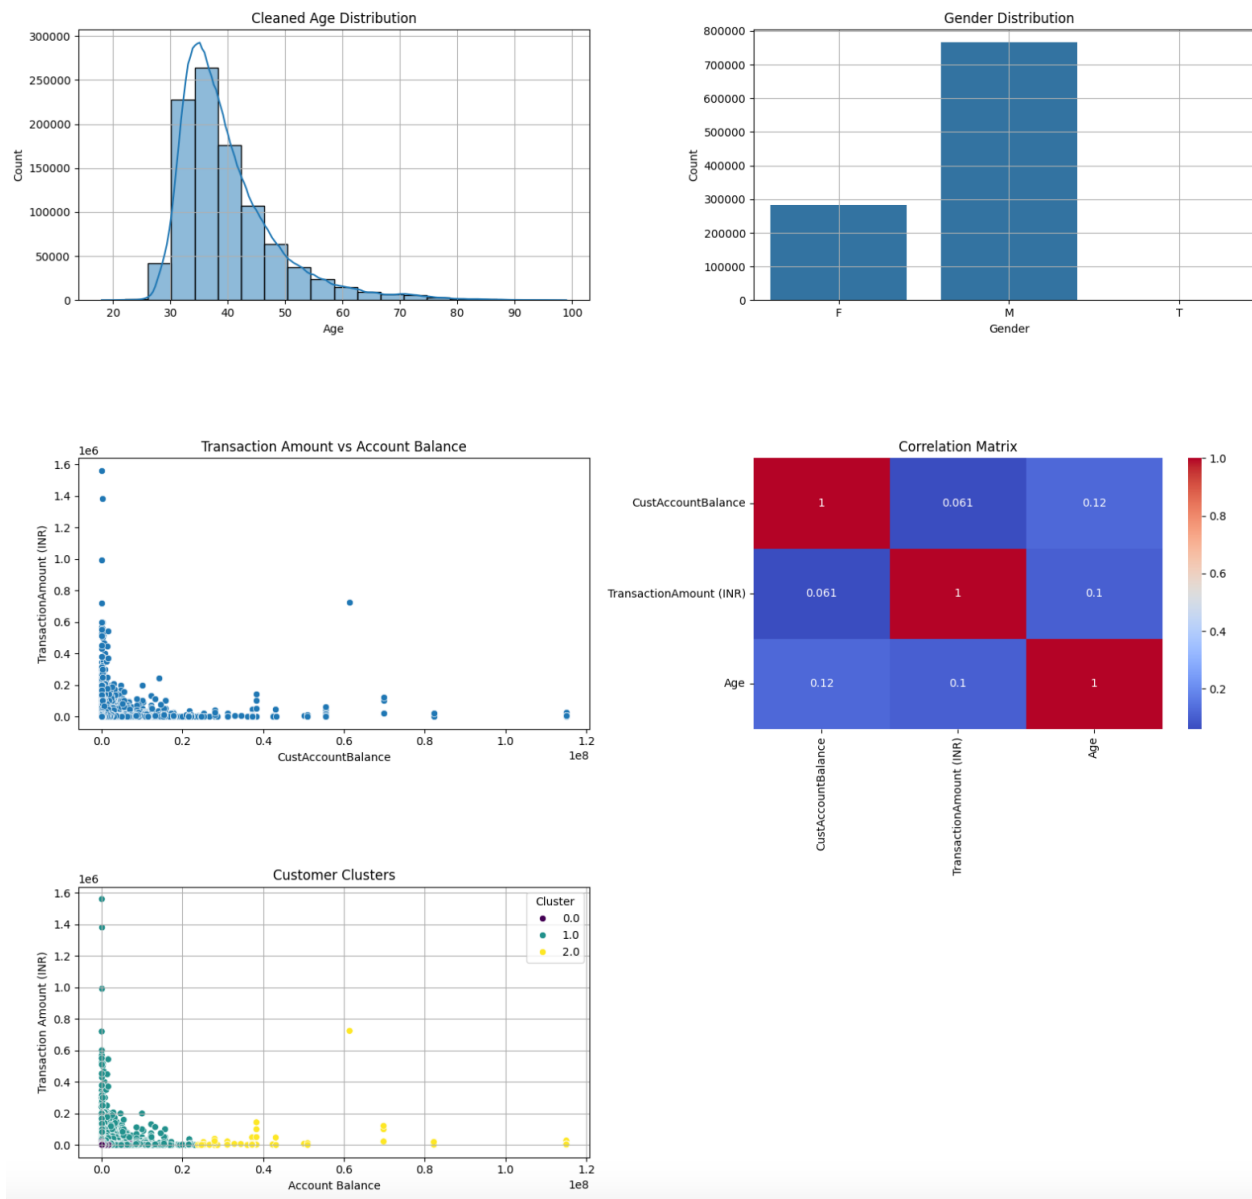 Cleaned Age Distribution
300000
250000
200000
150000
100000
50000
0
Count
20 30 40 50 60 70 80 90 100
Age
Gender Distribution
800000
700000
600000
500000
400000
300000
200000
100000
0
Count
F M T
Gender
Transaction Amount vs Account Balance
1e6
1.6
1.4
1.2
1.0
0.8
0.6
0.4
0.2
0.0
TransactionAmount (INR)
0.0 0.2 0.4 0.6 0.8 1.0 1.2
1e8
CustAccountBalance
Correlation Matrix
CustAccountBalance
TransactionAmount (INR)
Age
1 0.061 0.12
0.061 1 0.1
0.12 0.1 1
CustAccountBalance
TransactionAmount (INR)
Age
1.0
0.8
0.6
0.4
0.2
Customer Clusters
1e6
1.6
1.4
1.2
1.0
0.8
0.6
0.4
0.2
0.0
Transaction Amount (INR)
Cluster
0.0
1.0
2.0
0.0 0.2 0.4 0.6 0.8 1.0 1.2
1e8
Account Balance